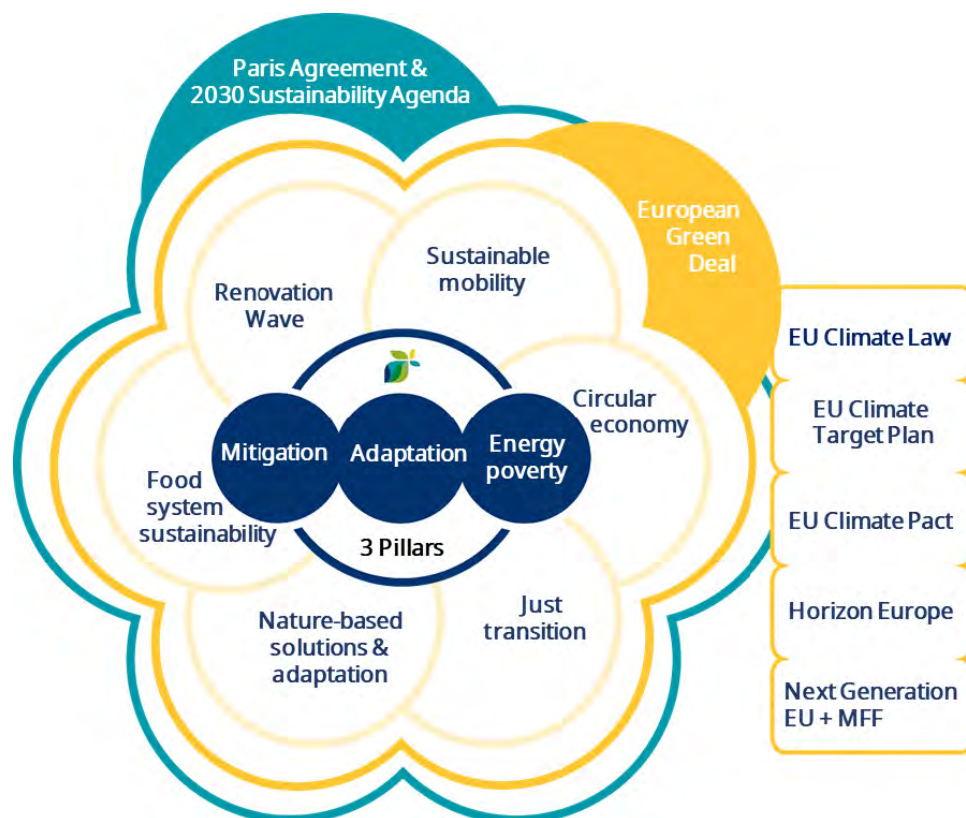 Paris Agreement &
2030 Sustainability Agenda
European
Green
Deal
Sustainable
mobility
Renovation
Wave
EU Climate Law
Circular
economy
EU Climate
Target Plan
Mitigation
Adaptation
Energy
poverty
Food
system
sustainability
EU Climate Pact
3 Pillars
Just
transition
Nature-based
solutions &
adaptation
Horizon Europe
Next Generation
EU + MFF